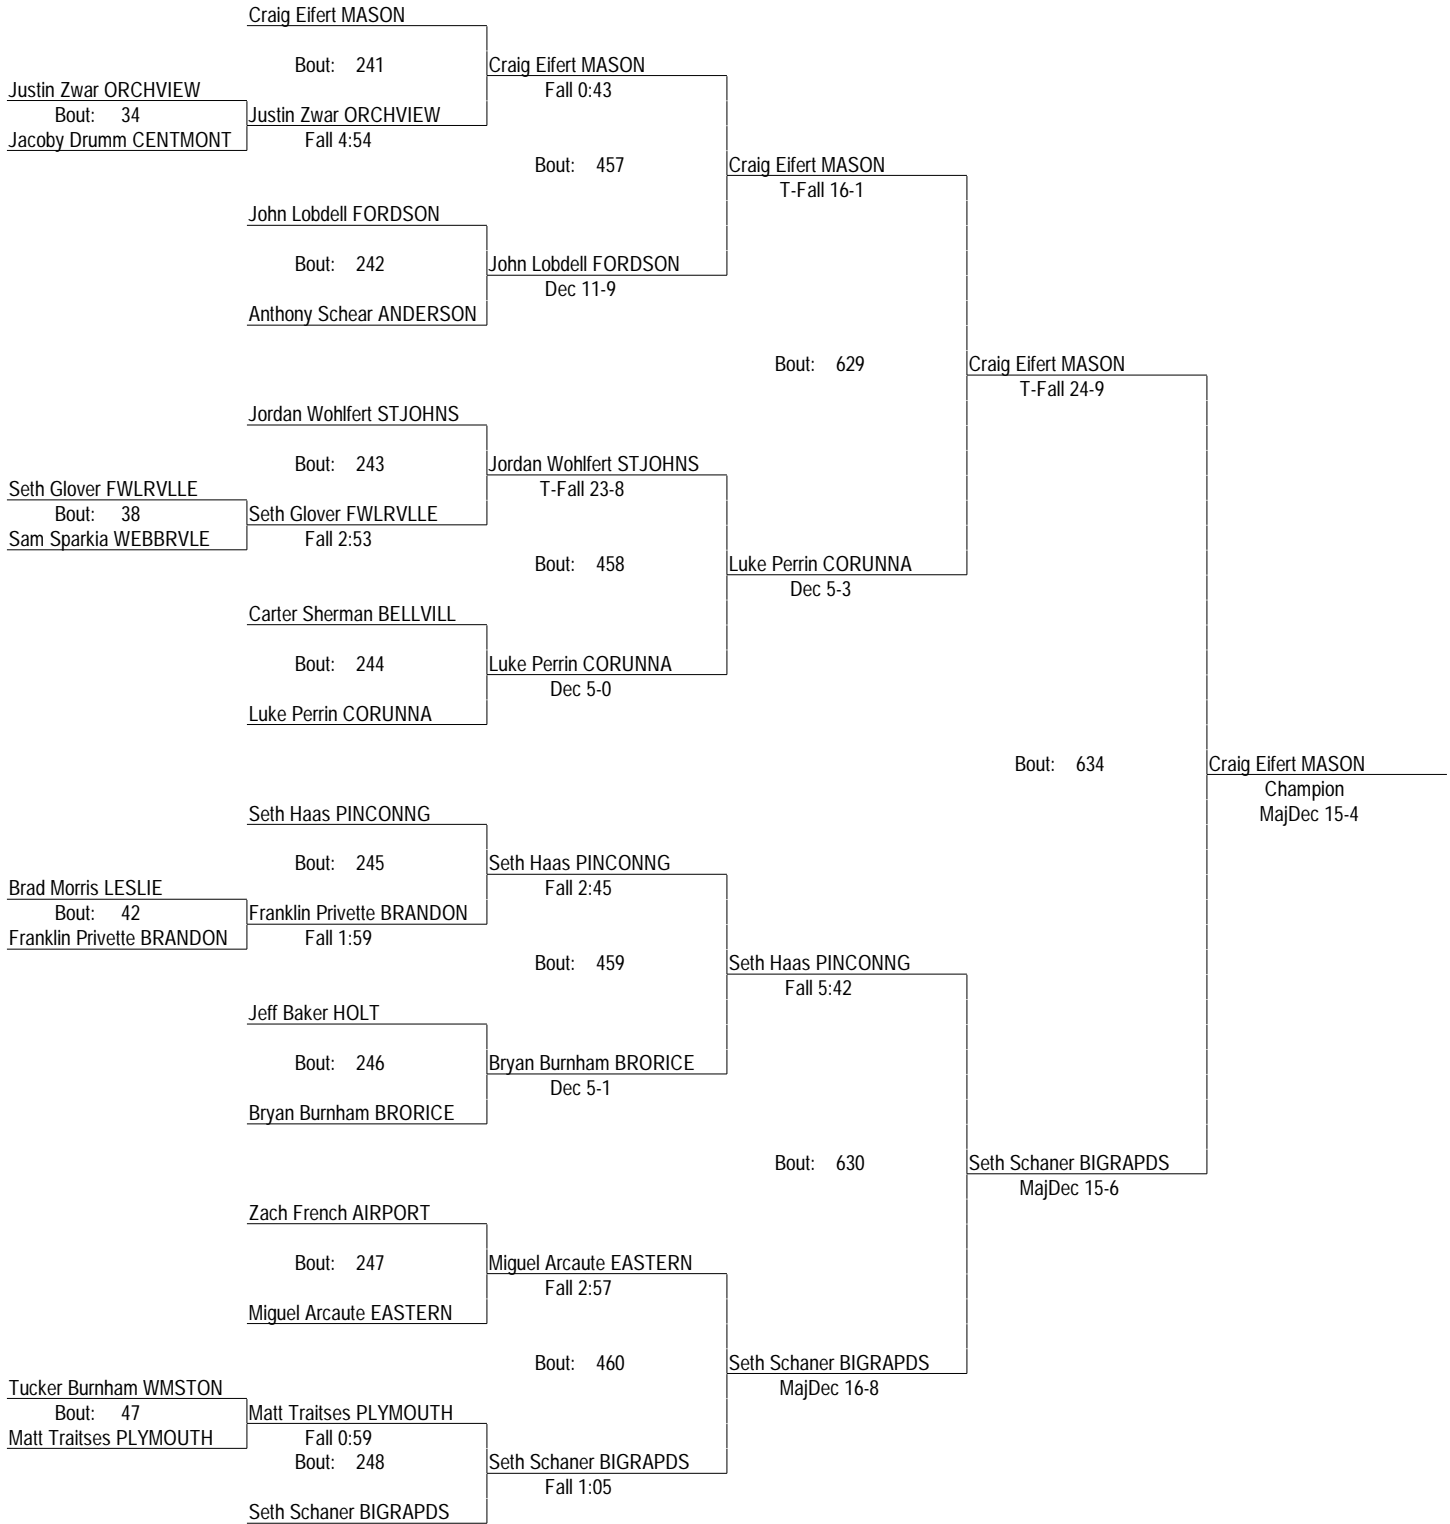 Craig Eifert MASON
Bout: 241
Craig Eifert MASON
Justin Zwar ORCHVIEW
Fall 0:43
Bout: 34
Justin Zwar ORCHVIEW
Jacoby Drumm CENTMONT
Fall 4:54
Bout: 457
Craig Eifert MASON
T-Fall 16-1
John Lobdell FORDSON
Bout: 242
John Lobdell FORDSON
Dec 11-9
Anthony Schear ANDERSON
Bout: 629
Craig Eifert MASON
T-Fall 24-9
Jordan Wohlfert STJOHNS
Bout: 243
Jordan Wohlfert STJOHNS
Seth Glover FWLRVLLE
T-Fall 23-8
Bout: 38
Seth Glover FWLRVLLE
Sam Sparkia WEBBRVLE
Fall 2:53
Bout: 458
Luke Perrin CORUNNA
Dec 5-3
Carter Sherman BELLVILL
Bout: 244
Luke Perrin CORUNNA
Dec 5-0
Luke Perrin CORUNNA
Bout: 634
Craig Eifert MASON
Champion
MajDec 15-4
Seth Haas PINCONNG
Bout: 245
Seth Haas PINCONNG
Brad Morris LESLIE
Fall 2:45
Bout: 42
Franklin Privette BRANDON
Franklin Privette BRANDON
Fall 1:59
Bout: 459
Seth Haas PINCONNG
Fall 5:42
Jeff Baker HOLT
Bout: 246
Bryan Burnham BRORICE
Dec 5-1
Bryan Burnham BRORICE
Bout: 630
Seth Schaner BIGRAPDS
MajDec 15-6
Zach French AIRPORT
Bout: 247
Miguel Arcaute EASTERN
Fall 2:57
Miguel Arcaute EASTERN
Bout: 460
Seth Schaner BIGRAPDS
MajDec 16-8
Tucker Burnham WMSTON
Bout: 47
Matt Traitses PLYMOUTH
Matt Traitses PLYMOUTH
Fall 0:59
Bout: 248
Seth Schaner BIGRAPDS
Fall 1:05
Seth Schaner BIGRAPDS